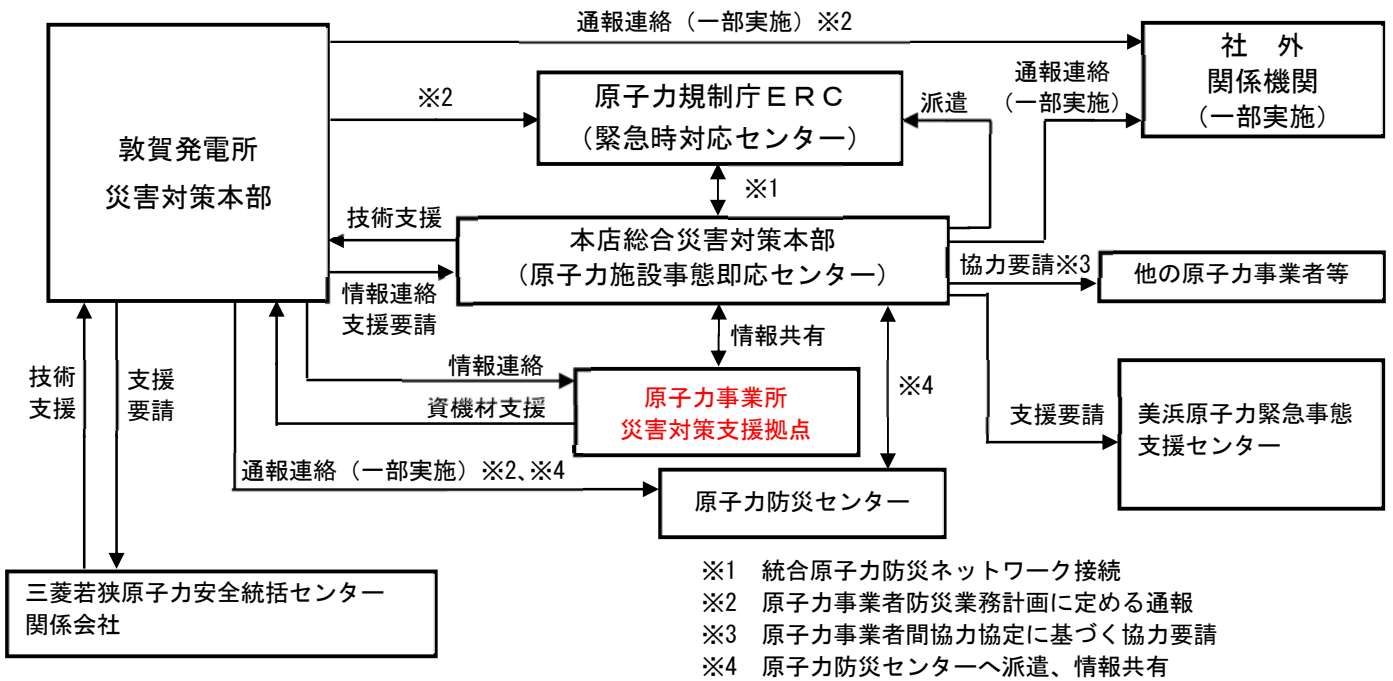 通報連絡（一部実施）※2
社　外
関係機関
（一部実施）
通報連絡
（一部実施）
原子力規制庁ＥＲＣ
（緊急時対応センター）
※2
派遣
敦賀発電所
災害対策本部
※1
技術支援
本店総合災害対策本部
（原子力施設事態即応センター）
協力要請※3
他の原子力事業者等
情報連絡
支援要請
情報共有
※4
技術
支援
支援
要請
情報連絡
資機材支援
原子力事業所
災害対策支援拠点
支援要請
美浜原子力緊急事態
支援センター
通報連絡（一部実施）※2、※4
原子力防災センター
三菱若狭原子力安全統括センター
関係会社
※1　統合原子力防災ネットワーク接続
※2　原子力事業者防災業務計画に定める通報
※3　原子力事業者間協力協定に基づく協力要請
※4　原子力防災センターへ派遣、情報共有